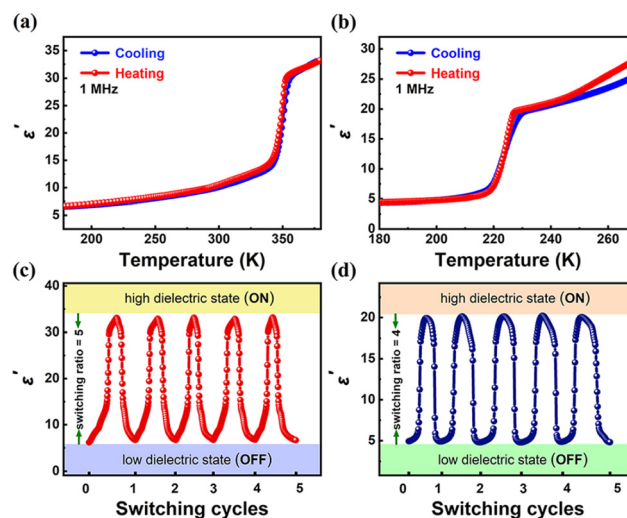 (a)
35
30
25
20
15
10
5
ε'
Cooling
Heating
1 MHz
200 250 300 350
Temperature (K)
(b)
30
25
20
15
10
5
0
ε'
Cooling
Heating
1 MHz
180 200 220 240 260
Temperature (K)
(c)
40
30
20
10
0
ε'
high dielectric state (ON)
switching ratio = 5
low dielectric state (OFF)
0 1 2 3 4 5
Switching cycles
(d)
20
15
10
5
0
ε'
high dielectric state (ON)
switching ratio = 4
low dielectric state (OFF)
0 1 2 3 4 5
Switching cycles